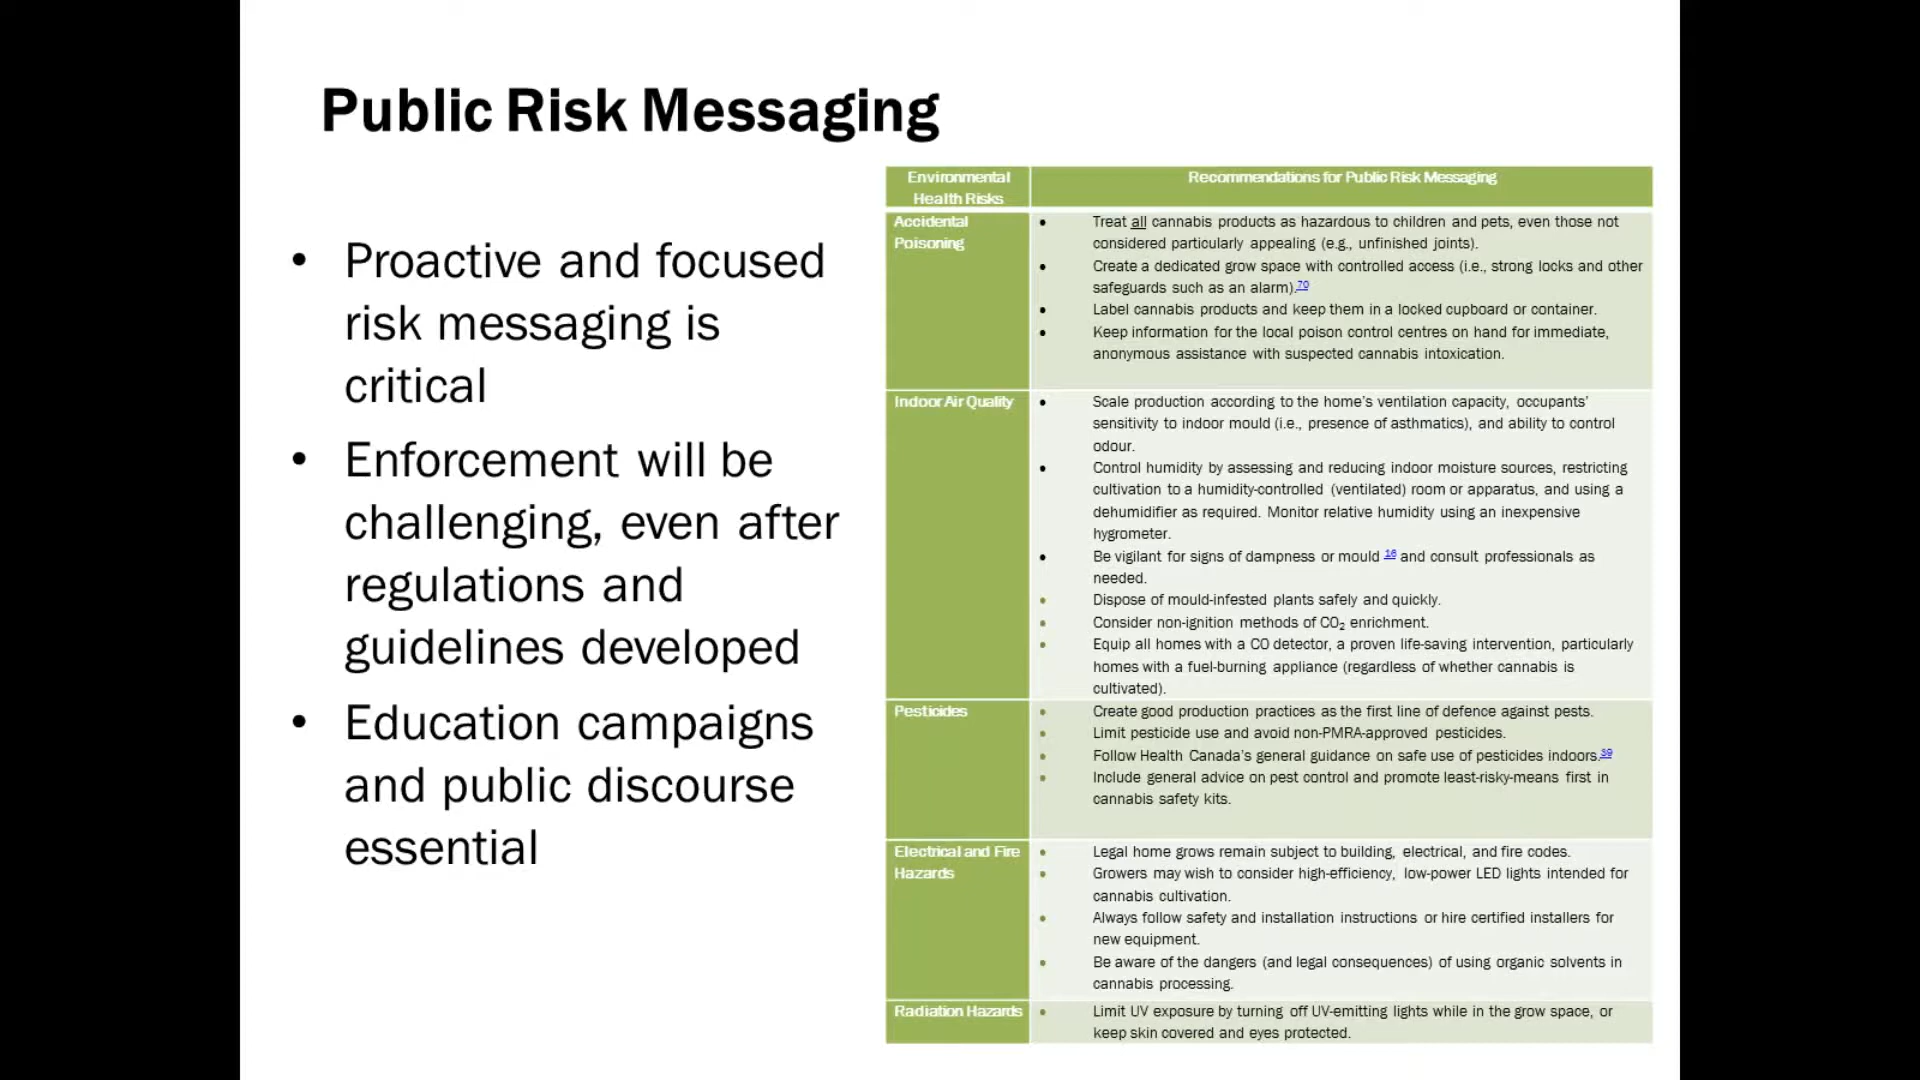 Public Risk Messaging
• Proactive and focused
risk messaging is
critical
• Enforcement will be
challenging, even after
regulations and
guidelines developed
• Education campaigns
and public discourse
essential
Environmental
Health Risks
Recommendations for Public Risk Messaging
Accidental
Poisoning
• Treat all cannabis products as hazardous to children and pets, even those not
considered particularly appealing (e.g., unfinished joints).
• Create a dedicated grow space with controlled access (i.e., strong locks and other
safeguards such as an alarm).70
• Label cannabis products and keep them in a locked cupboard or container.
• Keep information for the local poison control centres on hand for immediate,
anonymous assistance with suspected cannabis intoxication.
Indoor Air Quality
• Scale production according to the home's ventilation capacity, occupants'
sensitivity to indoor mould (i.e., presence of asthmatics), and ability to control
odour.
• Control humidity by assessing and reducing indoor moisture sources, restricting
cultivation to a humidity-controlled (ventilated) room or apparatus, and using a
dehumidifier as required. Monitor relative humidity using an inexpensive
hygrometer.
• Be vigilant for signs of dampness or mould 16 and consult professionals as
needed.
• Dispose of mould-infested plants safely and quickly.
• Consider non-ignition methods of CO2 enrichment.
• Equip all homes with a CO detector, a proven life-saving intervention, particularly
homes with a fuel-burning appliance (regardless of whether cannabis is
cultivated).
Pesticides
• Create good production practices as the first line of defence against pests.
• Limit pesticide use and avoid non-PMRA-approved pesticides.
• Follow Health Canada's general guidance on safe use of pesticides indoors.39
• Include general advice on pest control and promote least-risky-means first in
cannabis safety kits.
Electrical and Fire
Hazards
• Legal home grows remain subject to building, electrical, and fire codes.
• Growers may wish to consider high-efficiency, low-power LED lights intended for
cannabis cultivation.
• Always follow safety and installation instructions or hire certified installers for
new equipment.
• Be aware of the dangers (and legal consequences) of using organic solvents in
cannabis processing.
Radiation Hazards
• Limit UV exposure by turning off UV-emitting lights while in the grow space, or
keep skin covered and eyes protected.